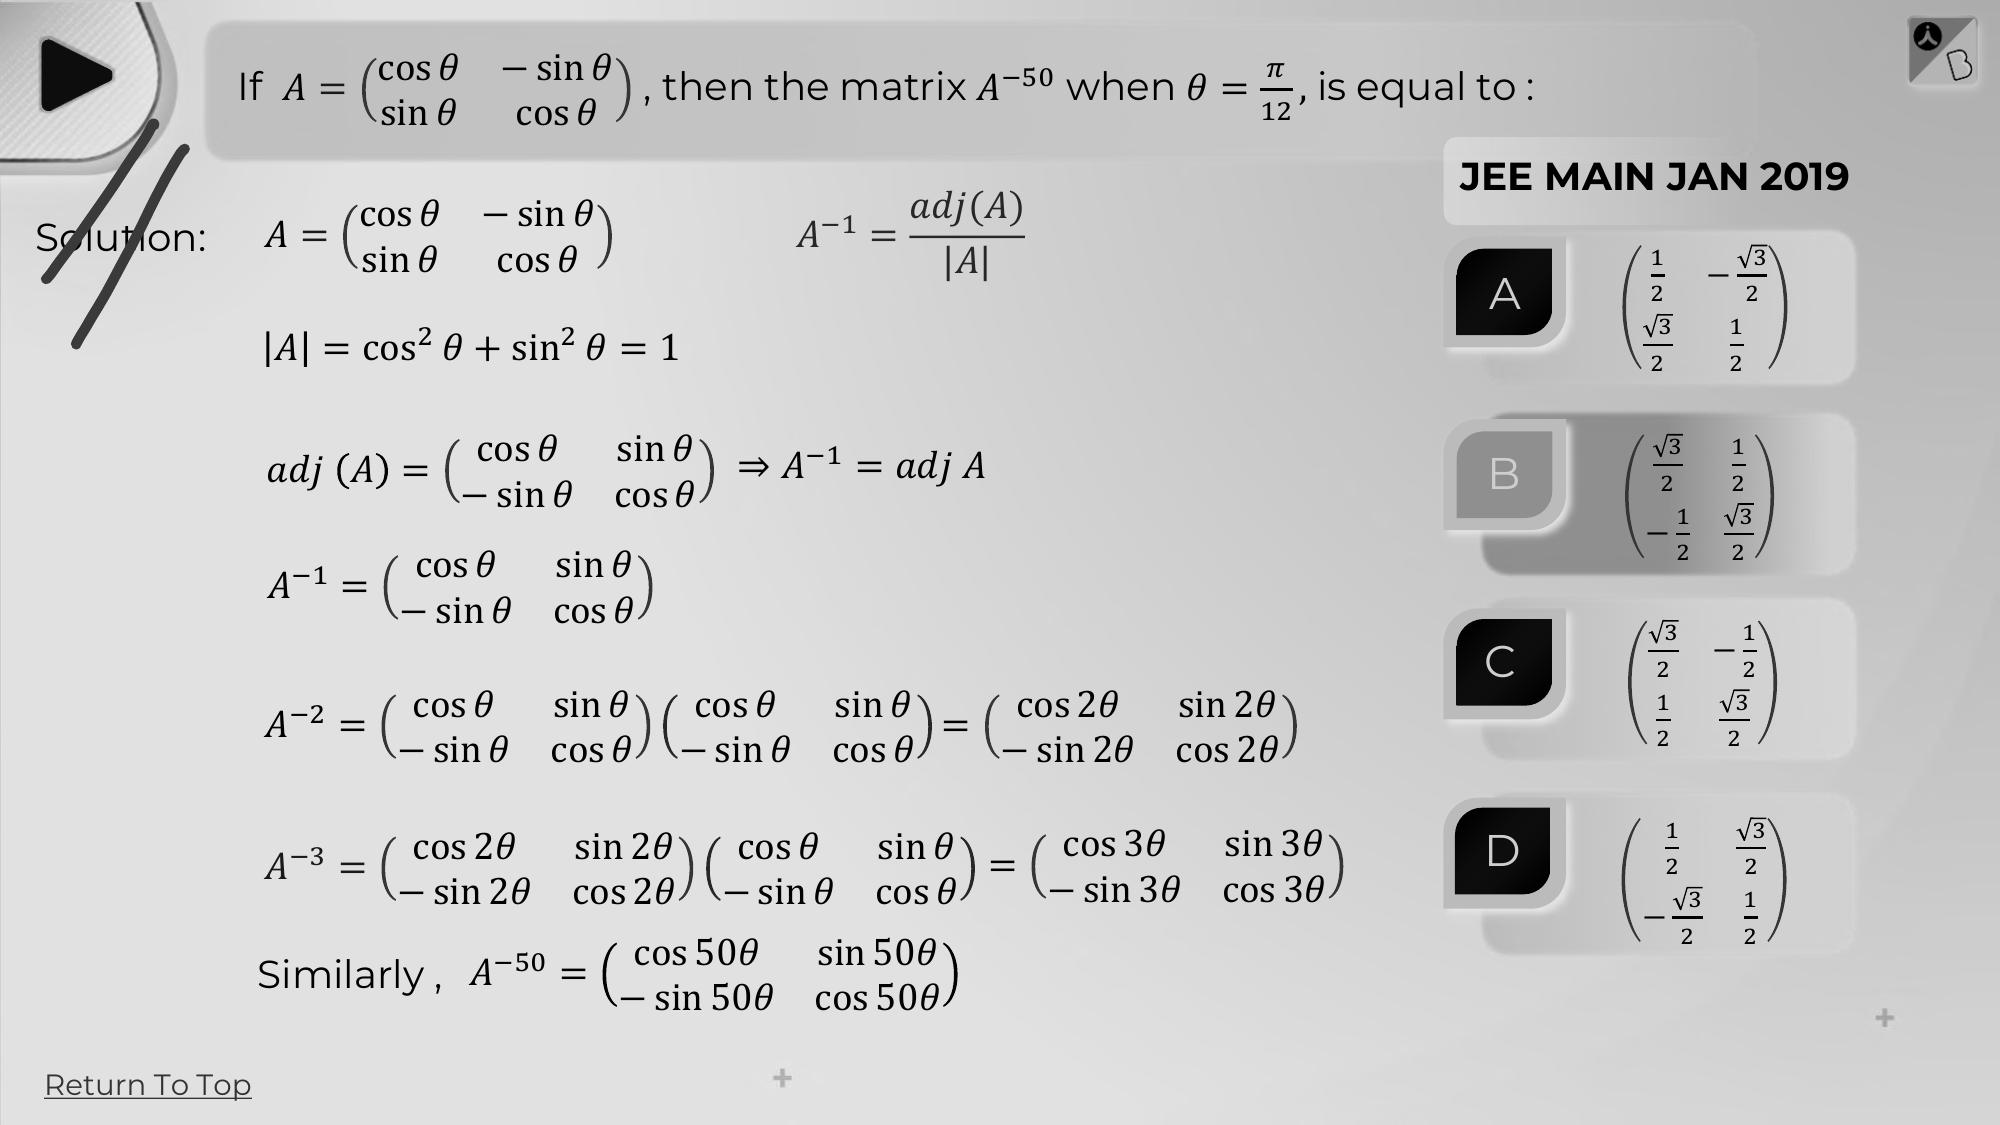 If A = (cos θ − sin θ
sin θ cos θ) , then the matrix A⁻⁵⁰ when θ = π/12, is equal to :
JEE MAIN JAN 2019
Solution: A = (cos θ − sin θ
sin θ cos θ) A⁻¹ = adj(A)/|A|
|A| = cos² θ + sin² θ = 1
adj (A) = (cos θ sin θ
− sin θ cos θ) ⇒ A⁻¹ = adj A
A⁻¹ = (cos θ sin θ
− sin θ cos θ)
A⁻² = (cos θ sin θ
− sin θ cos θ) (cos θ sin θ
− sin θ cos θ) = (cos 2θ sin 2θ
− sin 2θ cos 2θ)
A⁻³ = (cos 2θ sin 2θ
− sin 2θ cos 2θ) (cos θ sin θ
− sin θ cos θ) = (cos 3θ sin 3θ
− sin 3θ cos 3θ)
Similarly , A⁻⁵⁰ = (cos 50θ sin 50θ
− sin 50θ cos 50θ)
A (1/2 −√3/2
√3/2 1/2)
B (√3/2 1/2
−1/2 √3/2)
C (√3/2 −1/2
1/2 √3/2)
D (1/2 √3/2
−√3/2 1/2)
Return To Top
B